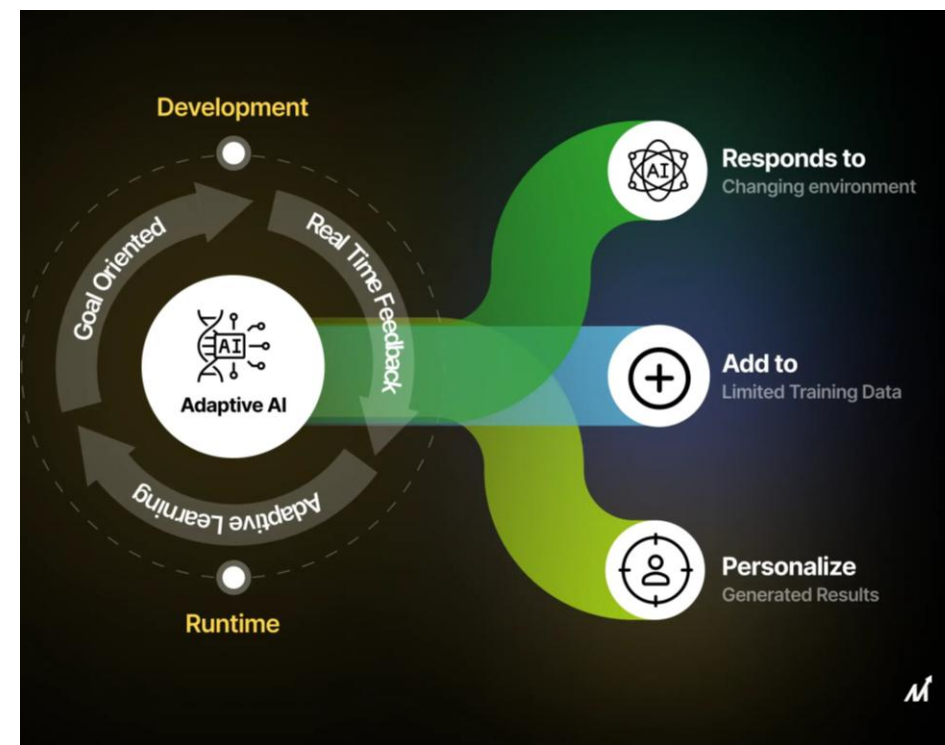 Development
Goal Oriented
Real Time Feedback
AI
Adaptive AI
Adaptive Learning
Runtime
AI
Responds to
Changing environment
Add to
Limited Training Data
Personalize
Generated Results